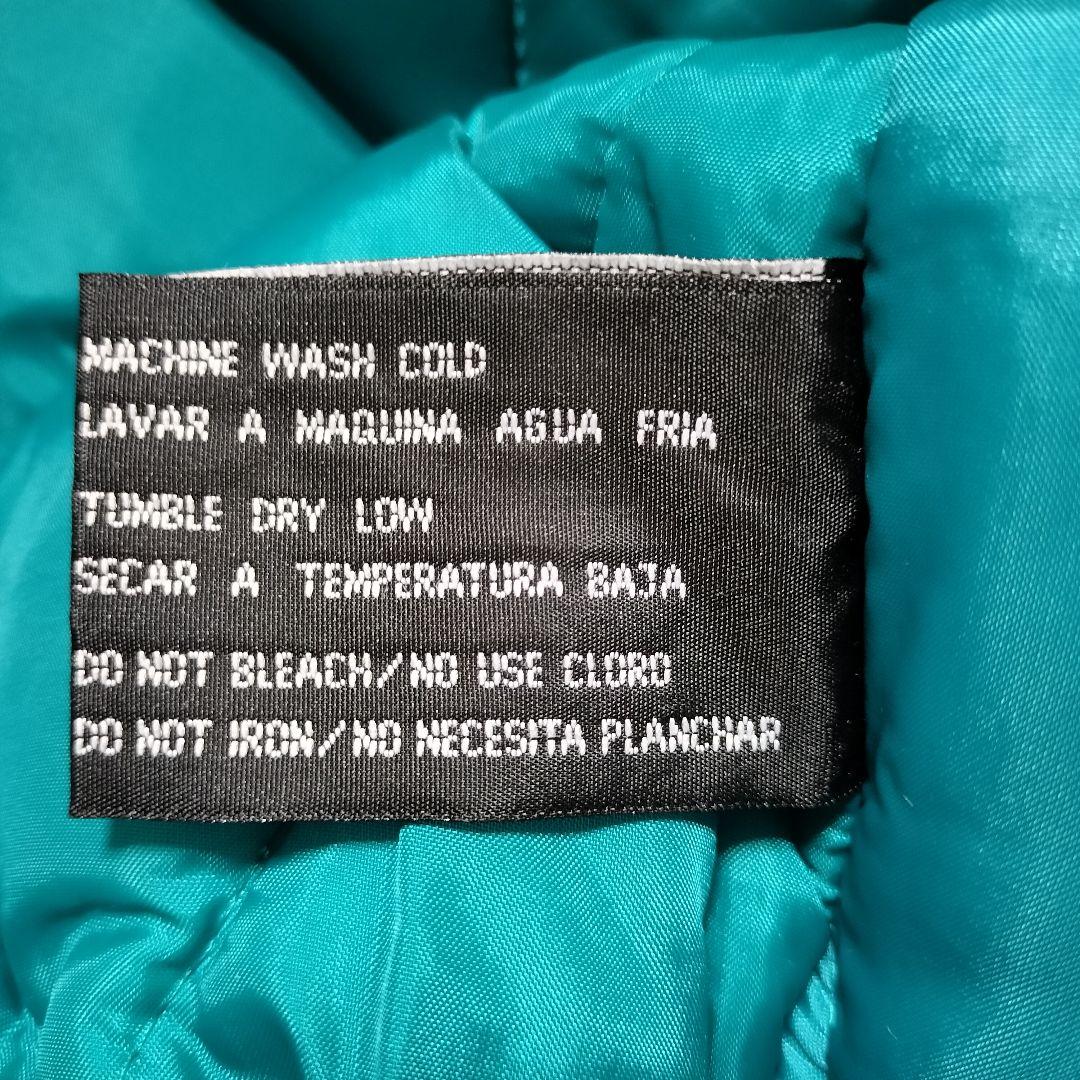 MACHINE WASH COLD
LAVAR A MAQUINA AGUA FRIA
TUMBLE DRY LOW
SECAR A TEMPERATURA BAJA
DO NOT BLEACH/NO USE CLORO
DO NOT IRON/NO NECESITA PLANCHAR